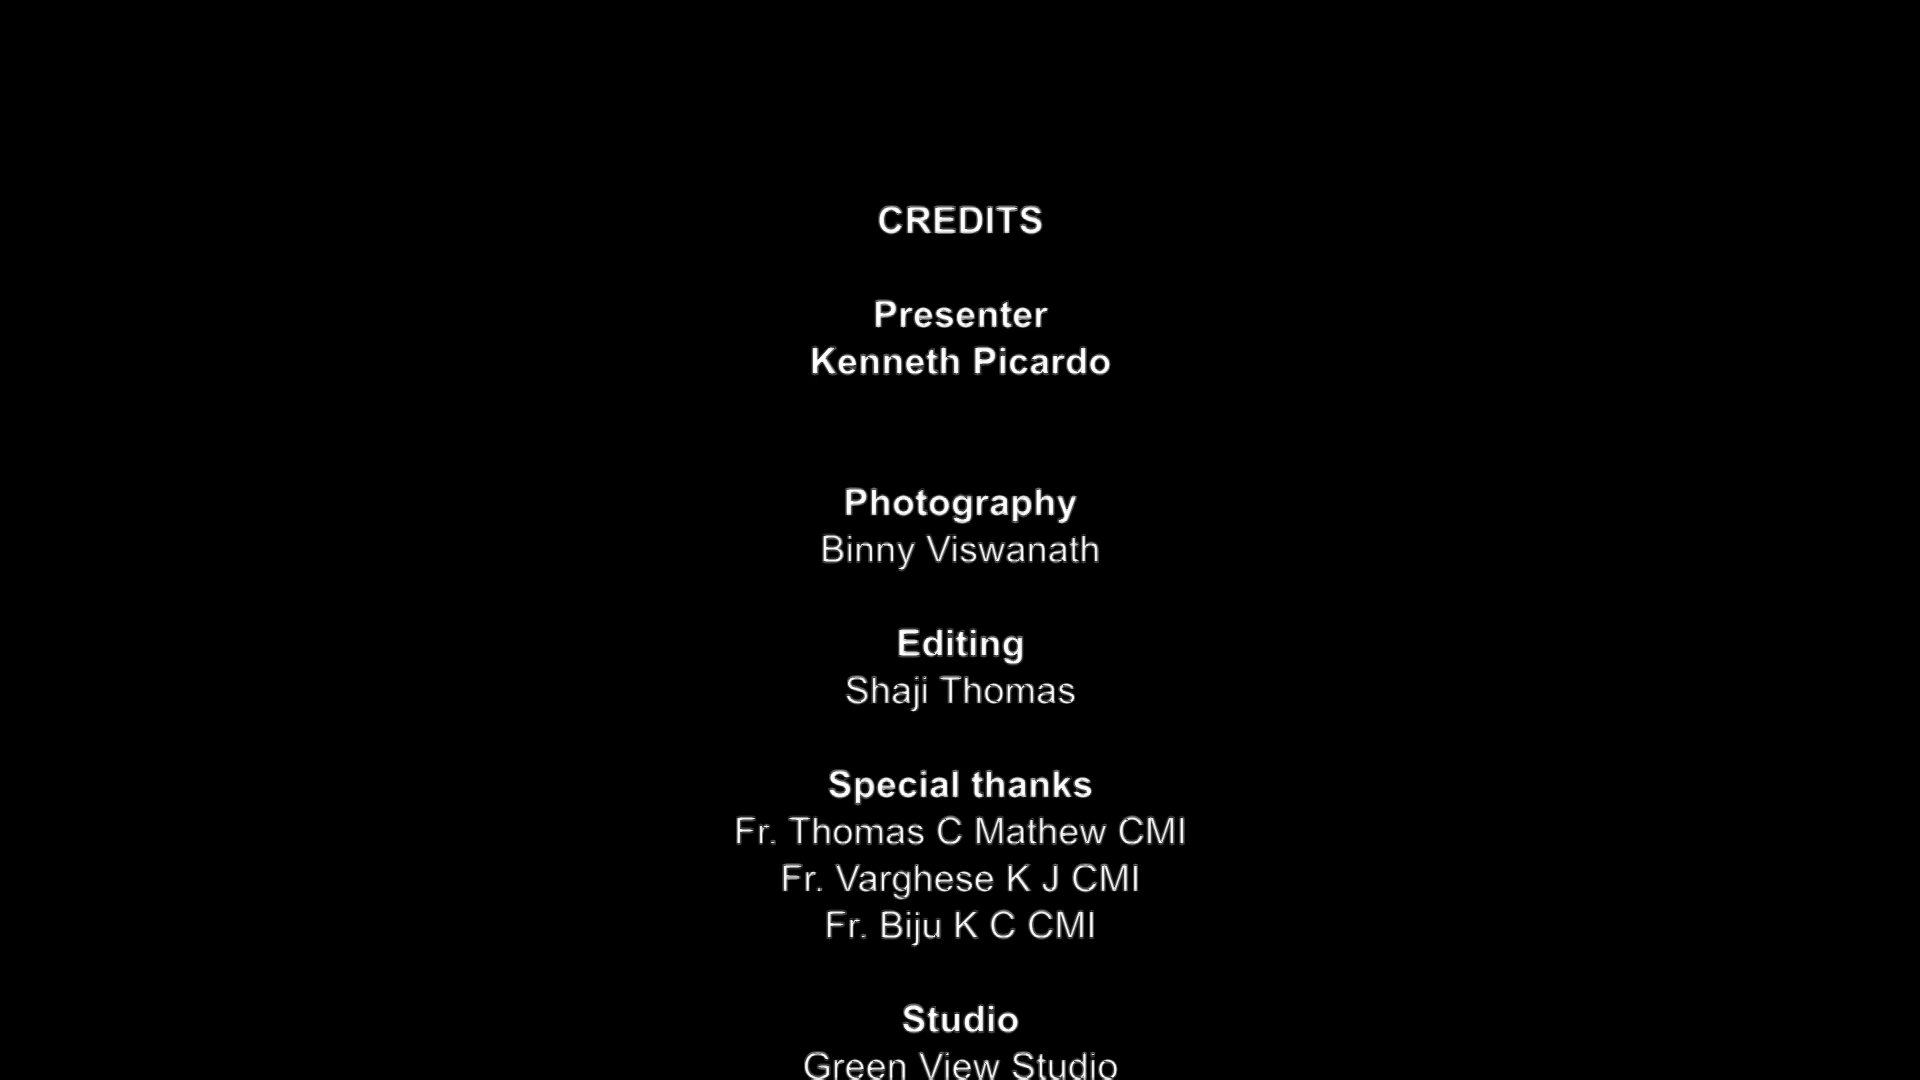 CREDITS
Presenter
Kenneth Picardo
Photography
Binny Viswanath
Editing
Shaji Thomas
Special thanks
Fr. Thomas C Mathew CMI
Fr. Varghese K J CMI
Fr. Biju K C CMI
Studio
Green View Studio